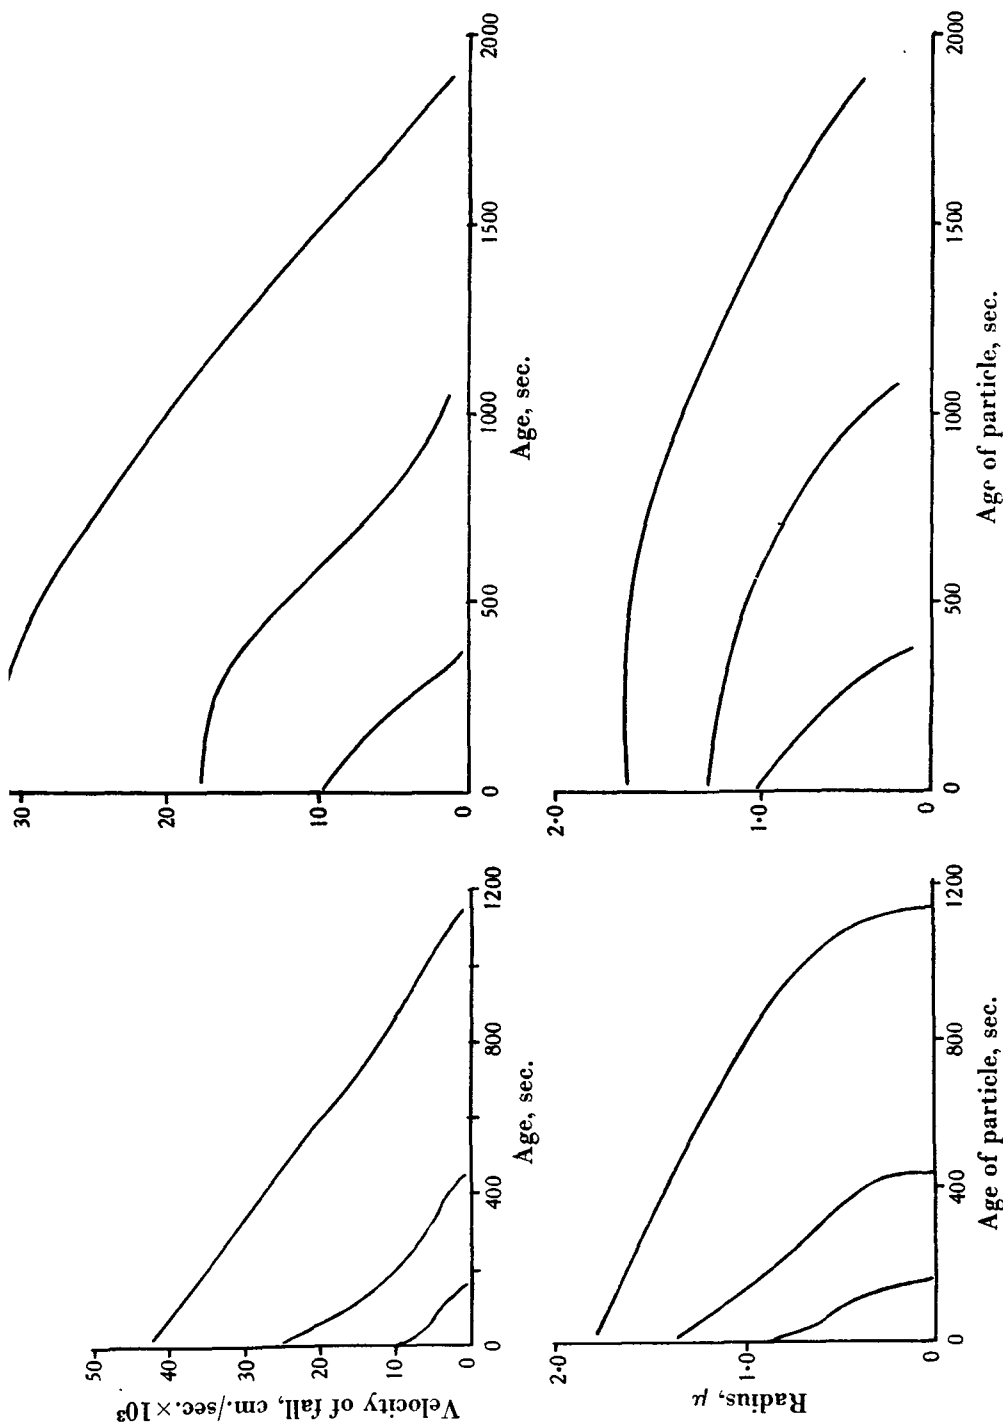 Velocity of fall, cm./sec.×10³
50
40
30
20
10
0
0 400 800 1200
Age, sec.
30
20
10
0
0 500 1000 1500 2000
Age, sec.
Radius, μ
2·0
1·0
0
0 400 800 1200
Age of particle, sec.
2·0
1·0
0
0 500 1000 1500 2000
Age of particle, sec.